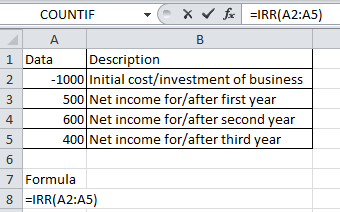 COUNTIF fx =IRR(A2:A5)
A B
1 Data Description
2 -1000 Initial cost/investment of business
3 500 Net income for/after first year
4 600 Net income for/after second year
5 400 Net income for/after third year
6
7 Formula
8 =IRR(A2:A5)